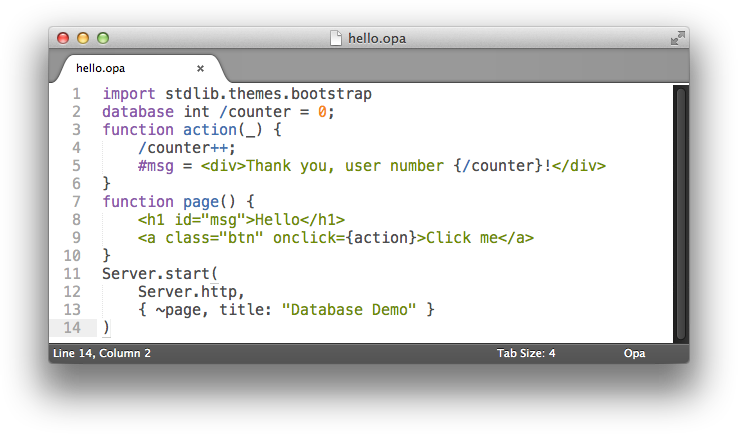 hello.opa
hello.opa ×
1 import stdlib.themes.bootstrap
2 database int /counter = 0;
3 function action(_) {
4     /counter++;
5     #msg = <div>Thank you, user number {/counter}!</div>
6 }
7 function page() {
8     <h1 id="msg">Hello</h1>
9     <a class="btn" onclick={action}>Click me</a>
10 }
11 Server.start(
12     Server.http,
13     { ~page, title: "Database Demo" }
14 )
Line 14, Column 2 Tab Size: 4 Opa